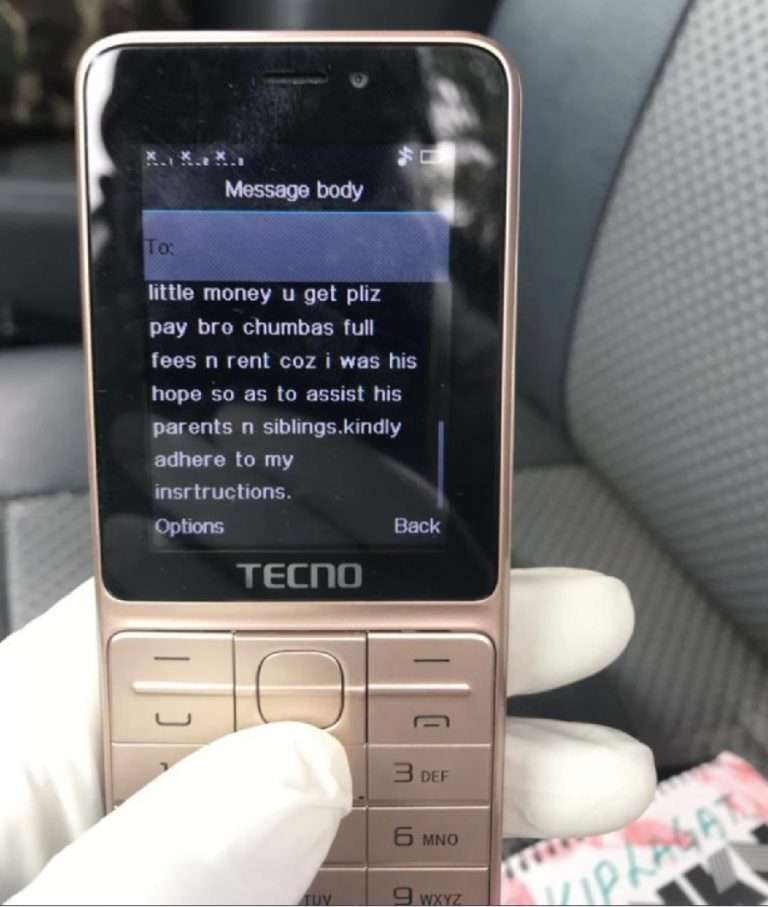 Message body
To:
little money u get pliz
pay bro chumbas full
fees n rent coz i was his
hope so as to assist his
parents n siblings.kindly
adhere to my
insrtructions.
Options Back
TECNO
3 DEF
6 MNO
TUV 9 WXYZ
KIPLAGAT